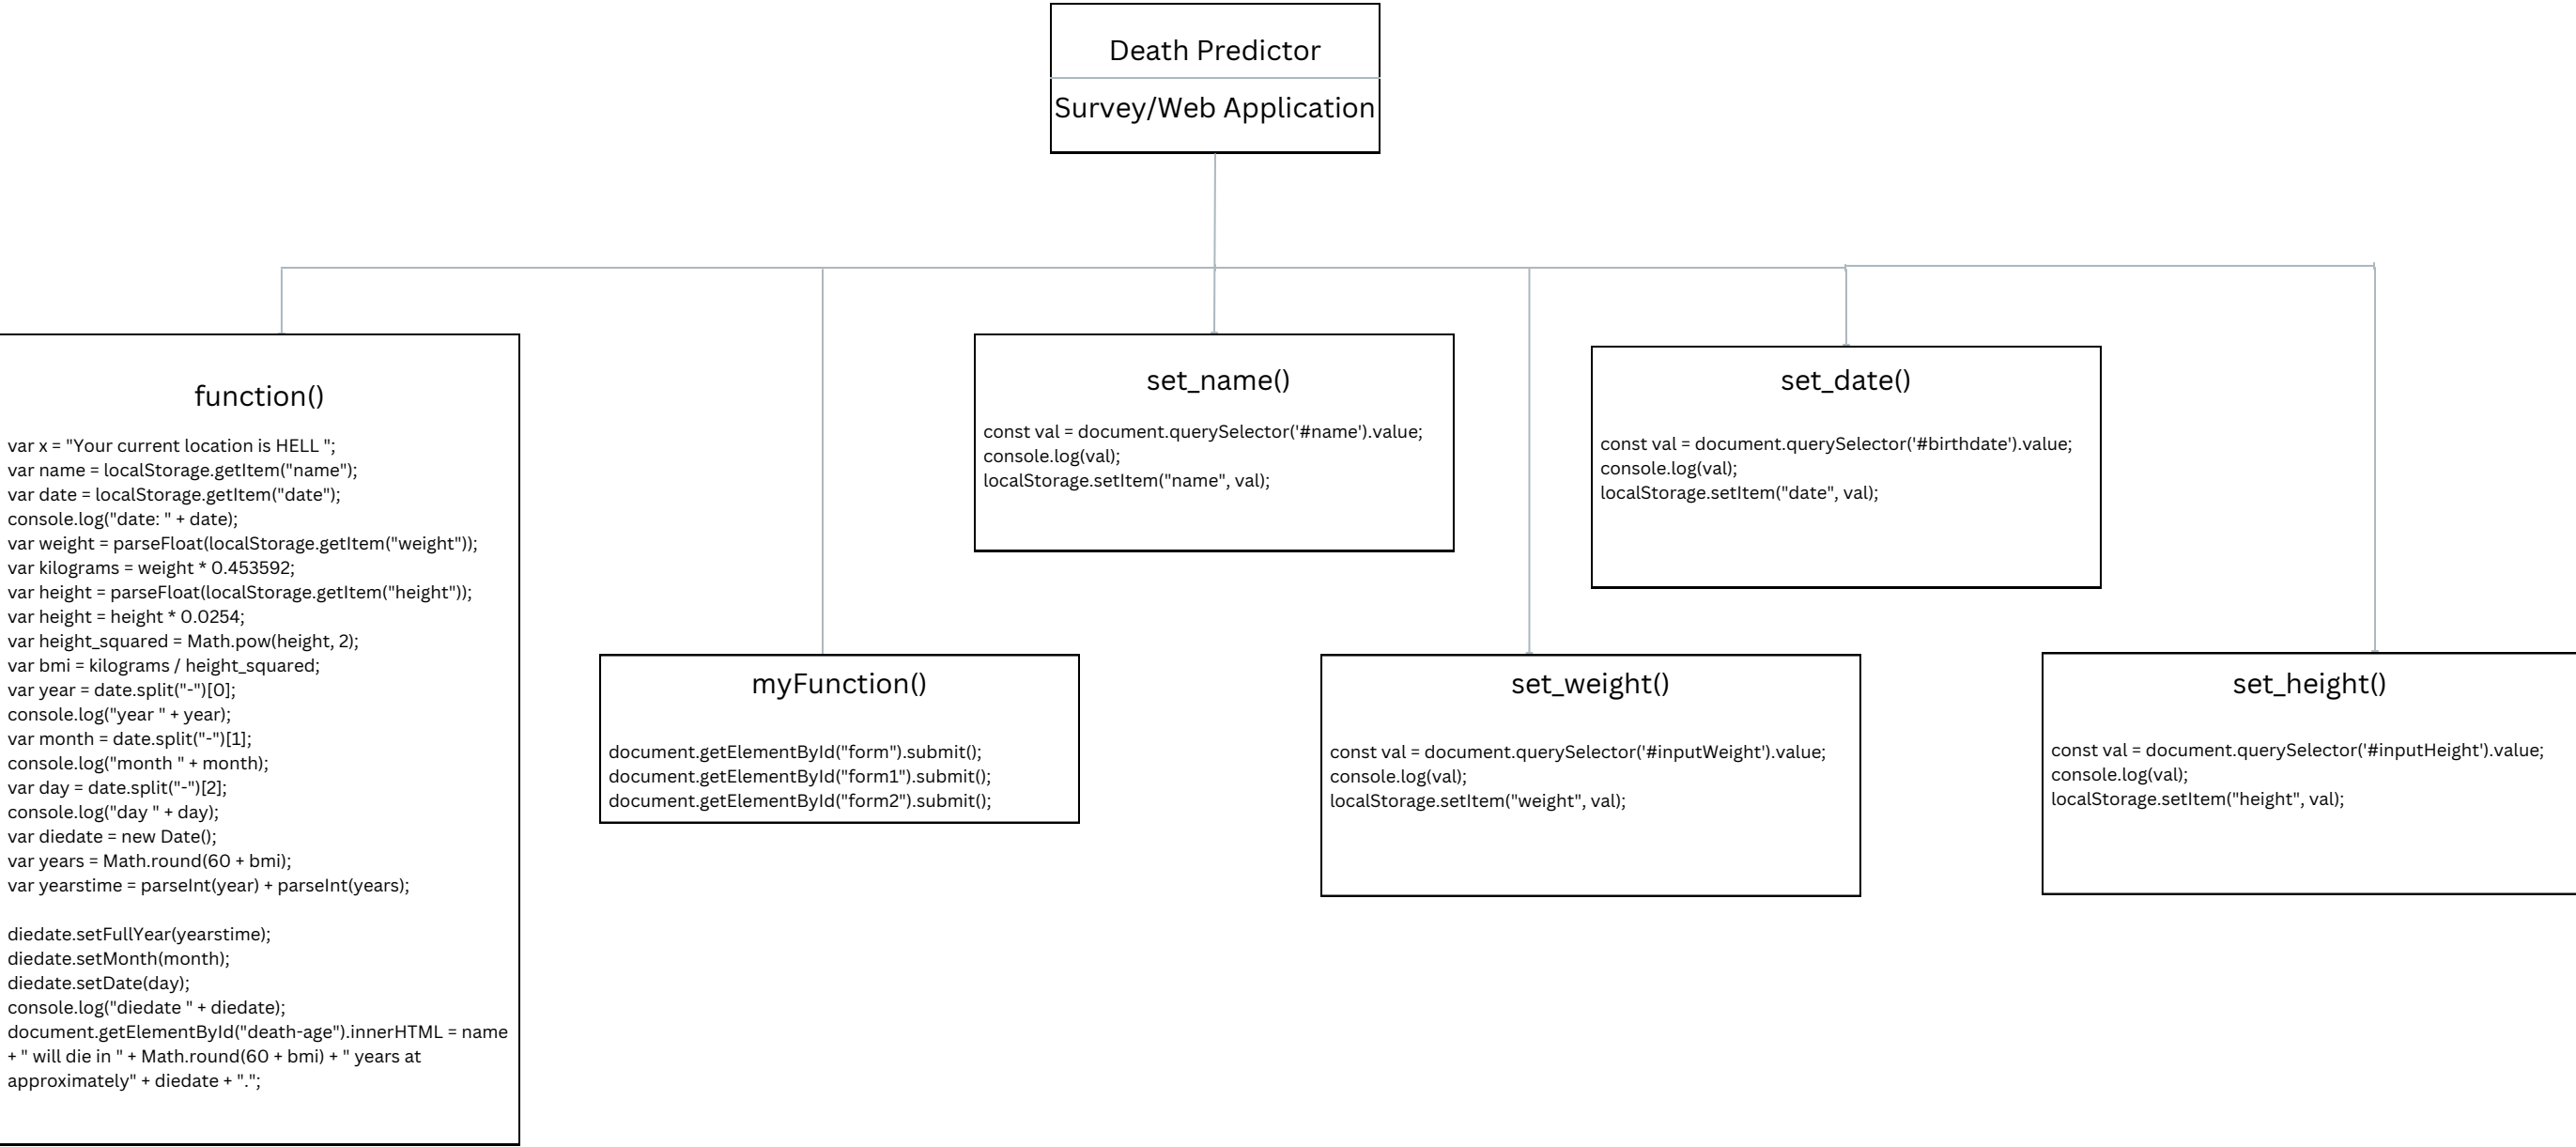 Death Predictor
Survey/Web Application
function()
var x = "Your current location is HELL ";
var name = localStorage.getItem("name");
var date = localStorage.getItem("date");
console.log("date: " + date);
var weight = parseFloat(localStorage.getItem("weight"));
var kilograms = weight * 0.453592;
var height = parseFloat(localStorage.getItem("height"));
var height = height * 0.0254;
var height_squared = Math.pow(height, 2);
var bmi = kilograms / height_squared;
var year = date.split("-")[0];
console.log("year " + year);
var month = date.split("-")[1];
console.log("month " + month);
var day = date.split("-")[2];
console.log("day " + day);
var diedate = new Date();
var years = Math.round(60 + bmi);
var yearstime = parseInt(year) + parseInt(years);
diedate.setFullYear(yearstime);
diedate.setMonth(month);
diedate.setDate(day);
console.log("diedate " + diedate);
document.getElementById("death-age").innerHTML = name
+ " will die in " + Math.round(60 + bmi) + " years at
approximately" + diedate + ".";
myFunction()
document.getElementById("form").submit();
document.getElementById("form1").submit();
document.getElementById("form2").submit();
set_name()
const val = document.querySelector('#name').value;
console.log(val);
localStorage.setItem("name", val);
set_weight()
const val = document.querySelector('#inputWeight').value;
console.log(val);
localStorage.setItem("weight", val);
set_date()
const val = document.querySelector('#birthdate').value;
console.log(val);
localStorage.setItem("date", val);
set_height()
const val = document.querySelector('#inputHeight').value;
console.log(val);
localStorage.setItem("height", val);